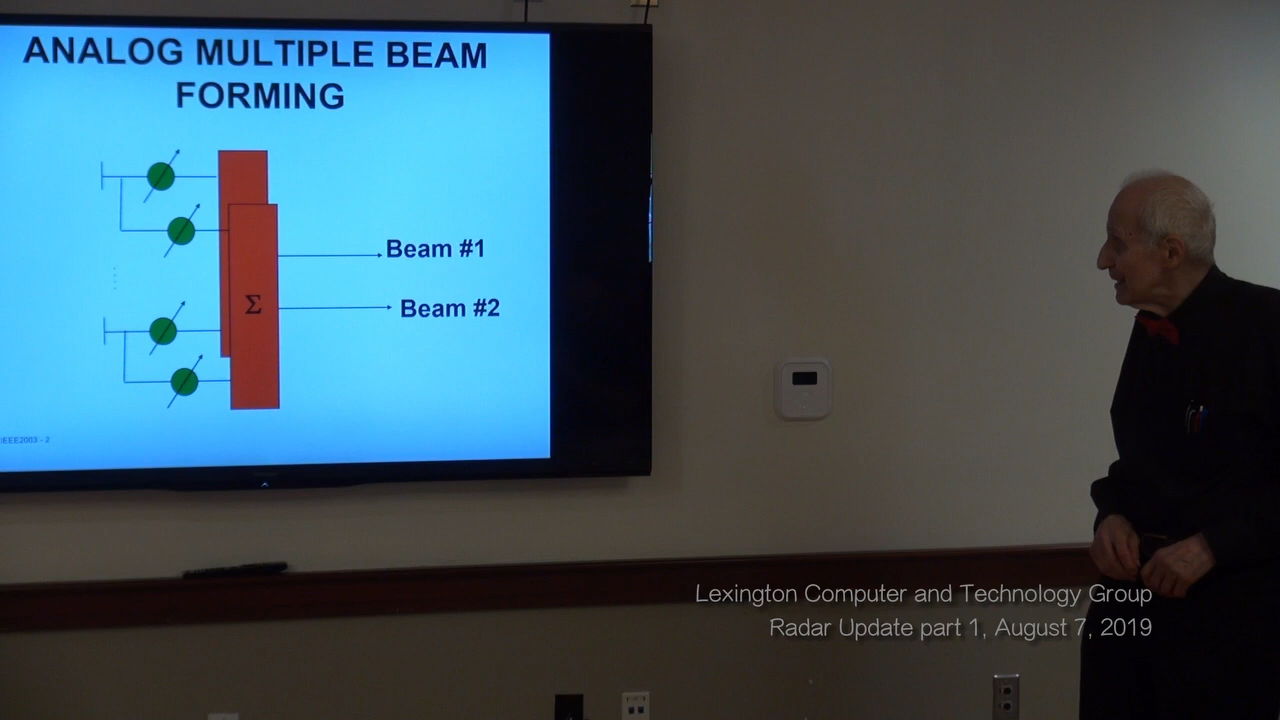 ANALOG MULTIPLE BEAM
FORMING
Beam #1
Σ
Beam #2
IEEE2003 - 2
Lexington Computer and Technology Group
Radar Update part 1, August 7, 2019